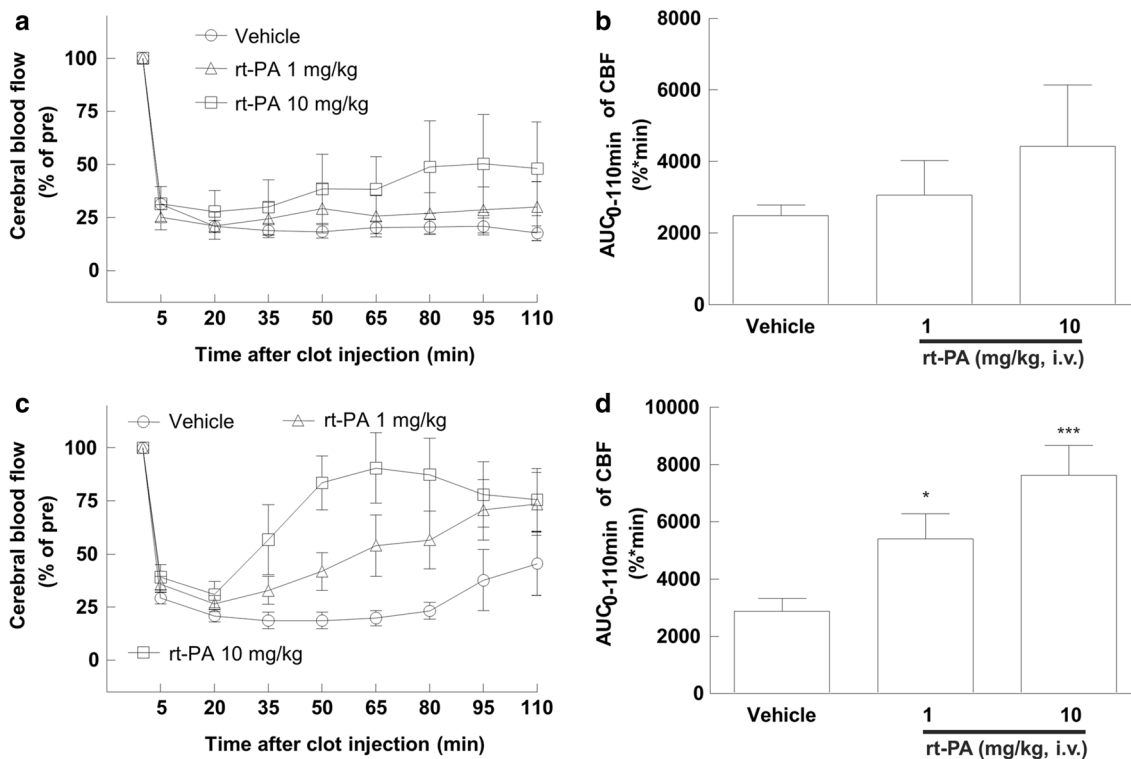 a
Cerebral blood flow
(% of pre)
Vehicle
rt-PA 1 mg/kg
rt-PA 10 mg/kg
100
75
50
25
0
5 20 35 50 65 80 95 110
Time after clot injection (min)
b
AUC0-110min of CBF
(%*min)
8000
6000
4000
2000
0
Vehicle 1 10
rt-PA (mg/kg, i.v.)
c
Cerebral bloood flow
(% of pre)
Vehicle
rt-PA 1 mg/kg
100
75
50
25
0
rt-PA 10 mg/kg
5 20 35 50 65 80 95 110
Time after clot injection (min)
d
AUC0-110min of CBF
(%*min)
10000
8000
6000
4000
2000
0
*
***
Vehicle 1 10
rt-PA (mg/kg, i.v.)